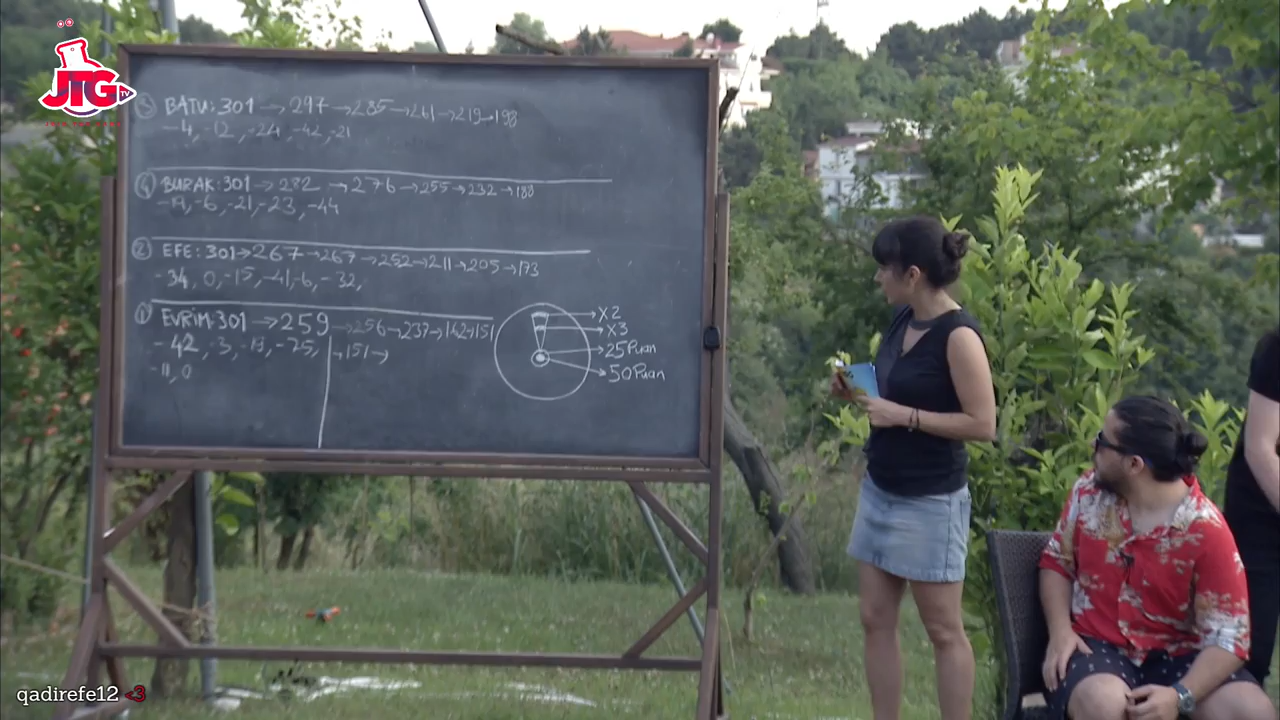 JTG TV
③ BATU: 301 → 297 → 285 → 261 → 219 → 198
-4, -12, -24, -42, -21
④ BURAK: 301 → 282 → 276 → 255 → 232 → 188
-19, -6, -21, -23, -44
② EFE: 301 → 267 → 267 → 252 → 211 → 205 → 173
-34, 0, -15, -41, -6, -32,
① EVRİM: 301 → 259 → 256 → 237 → 162 → 151
-42, -3, -19, -75, → 151 →
-11, 0
→ X2
→ X3
→ 25 Puan
→ 50 Puan
qadirefe12 <3